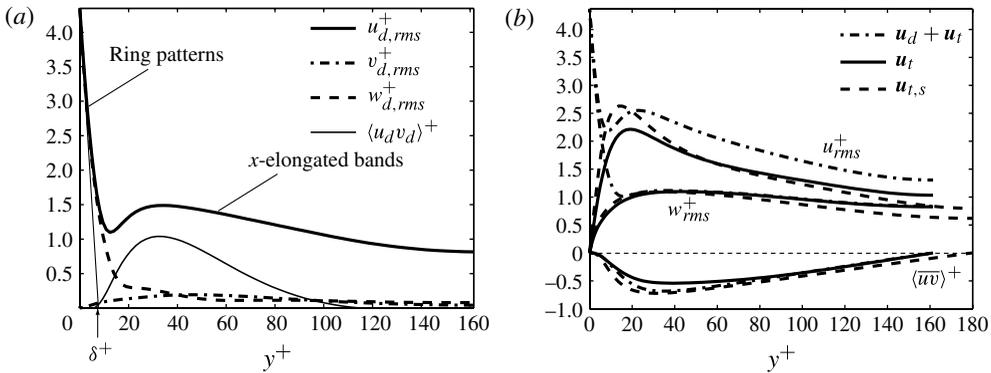 (a)
4.0
3.5
3.0
2.5
2.0
1.5
1.0
0.5
0
20
40
60
80
100
120
140
160
δ+
y+
Ring patterns
x-elongated bands
u+d,rms
v+d,rms
w+d,rms
⟨udvd⟩+
(b)
4.0
3.5
3.0
2.5
2.0
1.5
1.0
0.5
0
−0.5
−1.0
0
20
40
60
80
100
120
140
160
180
y+
ud + ut
ut
ut,s
u+rms
w+rms
⟨u̅v̅⟩+